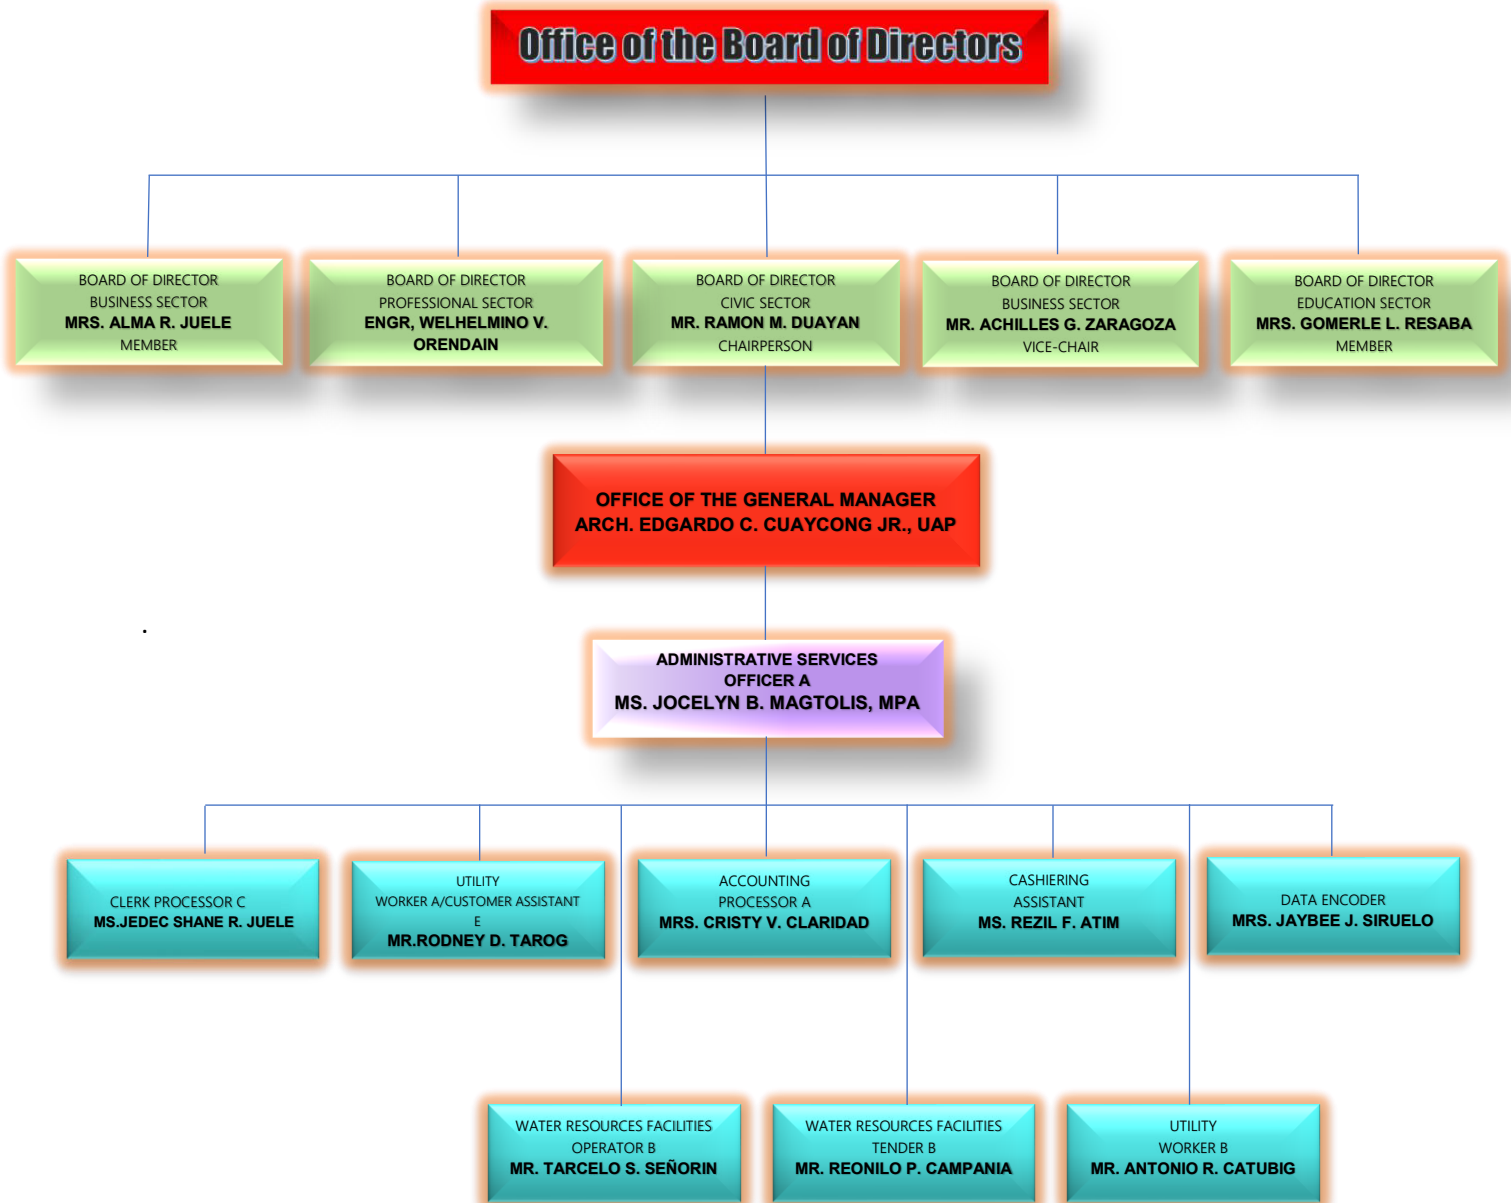 Office of the Board of Directors
BOARD OF DIRECTOR
BUSINESS SECTOR
MRS. ALMA R. JUELE
MEMBER
BOARD OF DIRECTOR
PROFESSIONAL SECTOR
ENGR, WELHELMINO V.
ORENDAIN
BOARD OF DIRECTOR
CIVIC SECTOR
MR. RAMON M. DUAYAN
CHAIRPERSON
BOARD OF DIRECTOR
BUSINESS SECTOR
MR. ACHILLES G. ZARAGOZA
VICE-CHAIR
BOARD OF DIRECTOR
EDUCATION SECTOR
MRS. GOMERLE L. RESABA
MEMBER
OFFICE OF THE GENERAL MANAGER
ARCH. EDGARDO C. CUAYCONG JR., UAP
.
ADMINISTRATIVE SERVICES
OFFICER A
MS. JOCELYN B. MAGTOLIS, MPA
CLERK PROCESSOR C
MS.JEDEC SHANE R. JUELE
UTILITY
WORKER A/CUSTOMER ASSISTANT
E
MR.RODNEY D. TAROG
ACCOUNTING
PROCESSOR A
MRS. CRISTY V. CLARIDAD
CASHIERING
ASSISTANT
MS. REZIL F. ATIM
DATA ENCODER
MRS. JAYBEE J. SIRUELO
WATER RESOURCES FACILITIES
OPERATOR B
MR. TARCELO S. SEÑORIN
WATER RESOURCES FACILITIES
TENDER B
MR. REONILO P. CAMPANIA
UTILITY
WORKER B
MR. ANTONIO R. CATUBIG